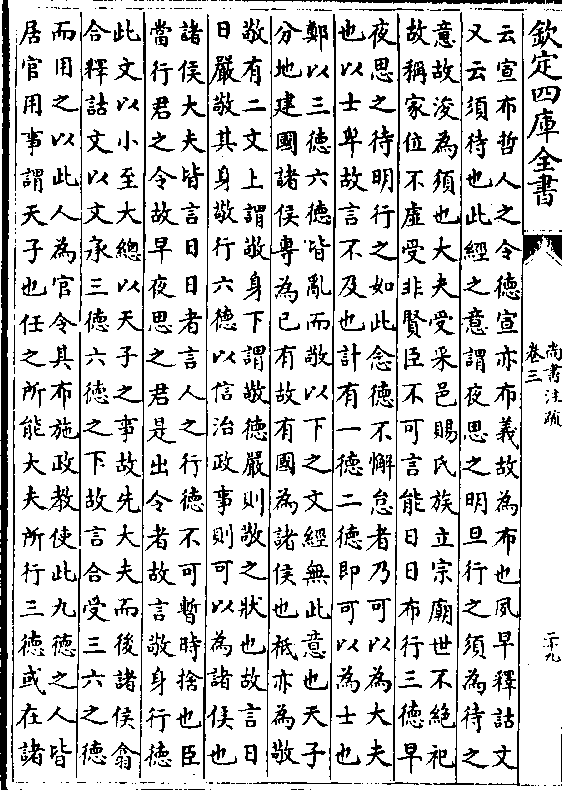 欽定四庫全書
尚書注疏
卷三
二十九
云宣布哲人之令德宣亦布義故為布也夙早釋詁文
又云須待也此經之意謂夜思之明旦行之須為待之
意故浚為須也大夫受采邑賜氏族立宗廟世不絶祀
故稱家位不虚受非賢臣不可言能日日布行三德早
夜思之待明行之如此念德不懈怠者乃可以為大夫
也以士卑故言不及也計有一德二德即可以為士也
鄭以三德六德皆亂而敬以下之文經無此意也天子
分地建國諸侯專為己有故有國為諸侯也祗亦為敬
敬有二文上謂敬身下謂敬德嚴則敬之狀也故言日
日嚴敬其身敬行六德以信治政事則可以為諸侯也
諸侯大夫皆言日日者言人之行德不可暫時捨也臣
當行君之令故早夜思之君是出令者故言敬身行德
此文以小至大總以天子之事故先大夫而後諸侯翕
合釋詁文以文承三德六德之下故言合受三六之德
而用之以此人為官令其布施政教使此九德之人皆
居官用事謂天子也任之所能大夫所行三德或在諸